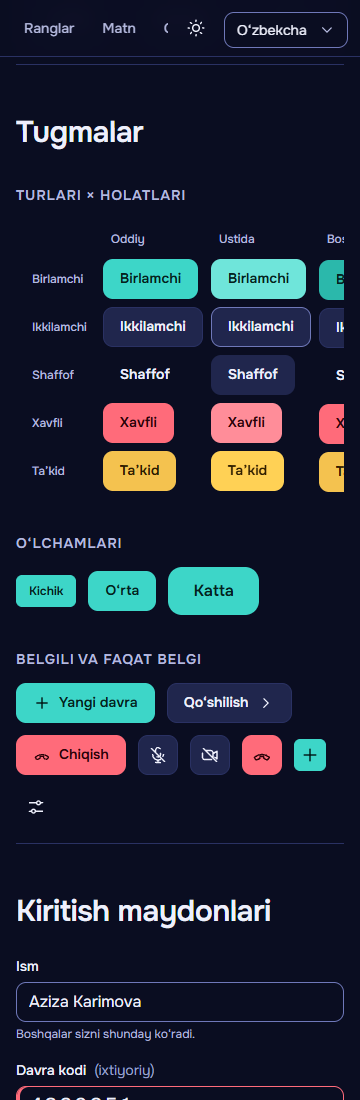 Ranglar Matn O‘zbekcha
Tugmalar
TURLARI × HOLATLARI
Oddiy Ustida Bos
Birlamchi Birlamchi Birlamchi B
Ikkilamchi Ikkilamchi Ikkilamchi Ik
Shaffof Shaffof Shaffof S
Xavfli Xavfli Xavfli X
Ta’kid Ta’kid Ta’kid T
O‘LCHAMLARI
Kichik O‘rta Katta
BELGILI VA FAQAT BELGI
Yangi davra Qo‘shilish
Chiqish
Kiritish maydonlari
Ism
Aziza Karimova
Boshqalar sizni shunday ko‘radi.
Davra kodi (ixtiyoriy)